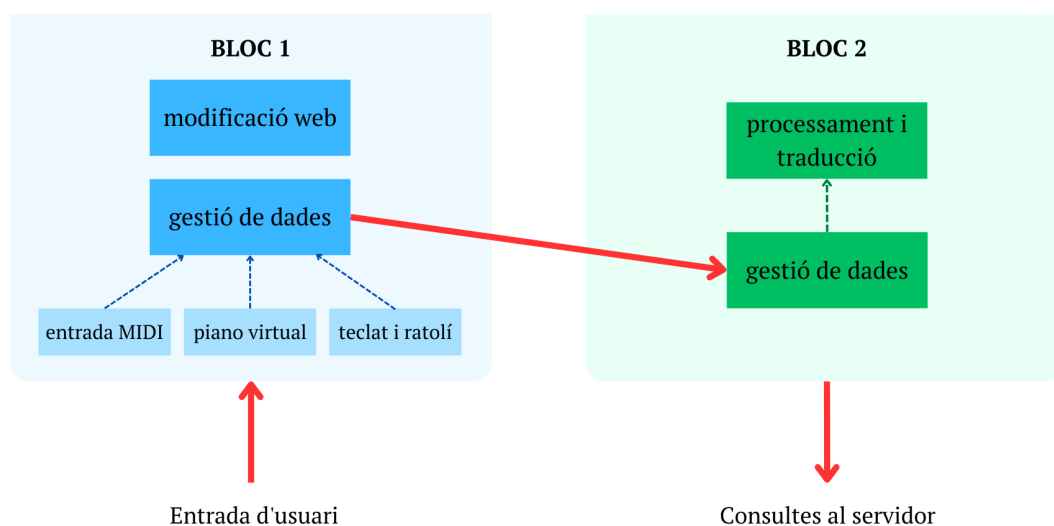 BLOC 1
modificació web
gestió de dades
entrada MIDI
piano virtual
teclat i ratolí
Entrada d'usuari
BLOC 2
processament i
traducció
gestió de dades
Consultes al servidor